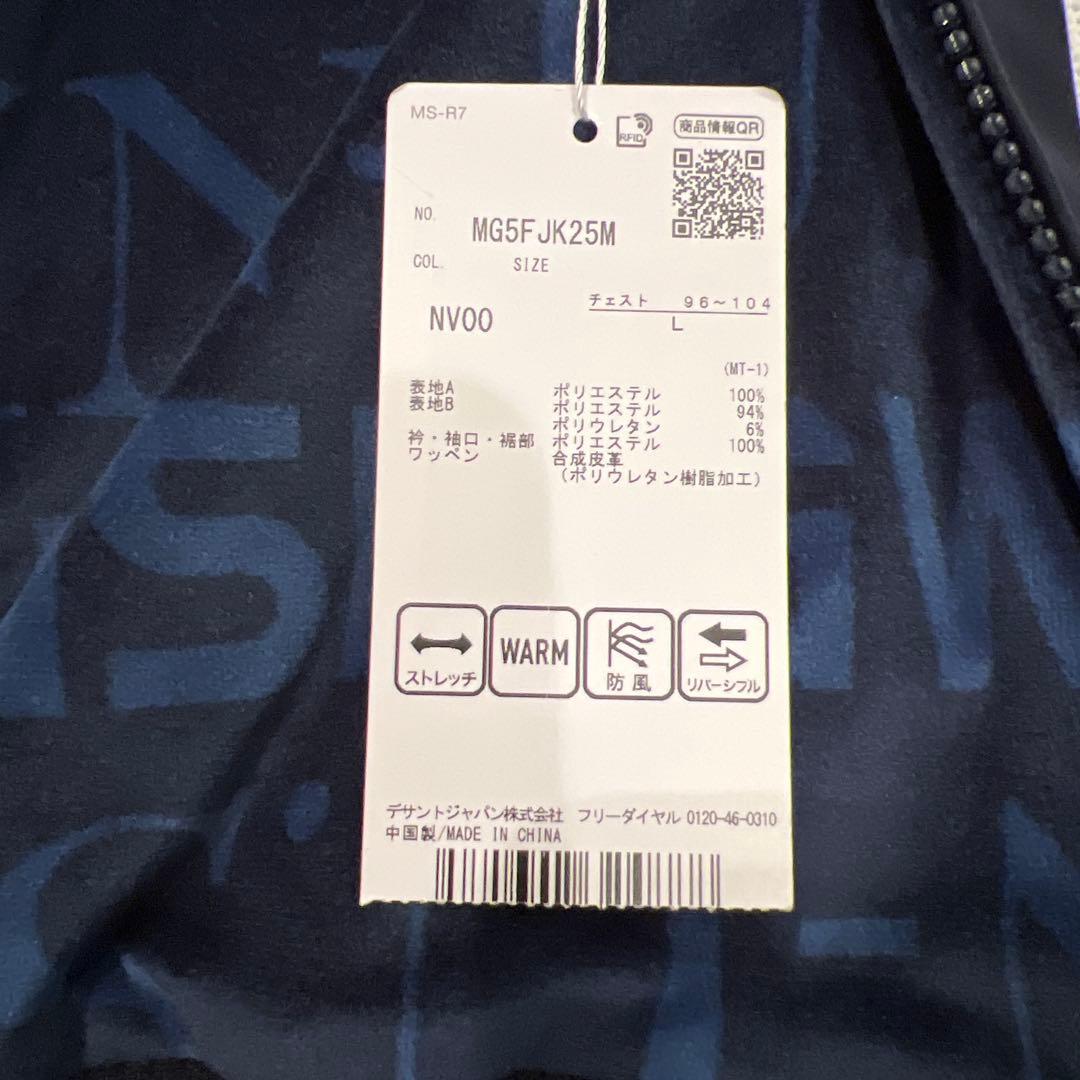 MS-R7
RFID
商品情報QR
NO.
MG5FJK25M
COL.
SIZE
チェスト 96～104
NV00
L
(MT-1)
表地A ポリエステル 100%
表地B ポリエステル 94%
ポリウレタン 6%
衿・袖口・裾部 ポリエステル 100%
ワッペン 合成皮革
(ポリウレタン樹脂加工)
ストレッチ
WARM
防風
リバーシブル
デサントジャパン株式会社 フリーダイヤル 0120-46-0310
中国製/MADE IN CHINA